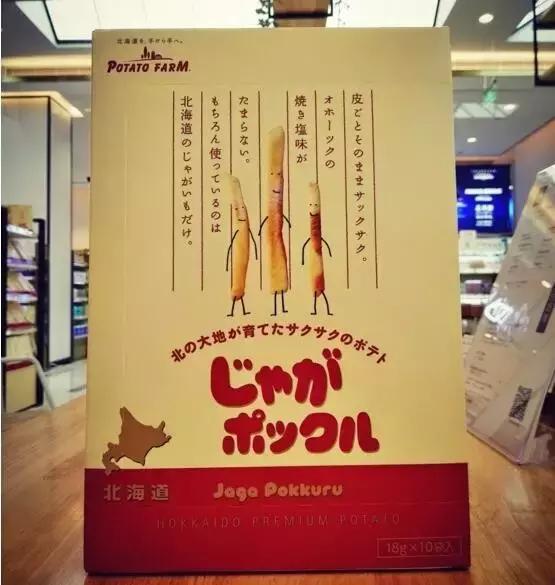 北海道を、手から手へ。
POTATO FARM
皮ごとそのままサックサク。
オホーツクの
焼き塩味が
たまらない。
もちろん使っているのは
北海道のじゃがいもだけ。
北の大地が育てたサクサクのポテト
じゃが
ポックル
北海道
Jaga Pokkuru
HOKKAIDO PREMIUM POTATO
18g×10袋入